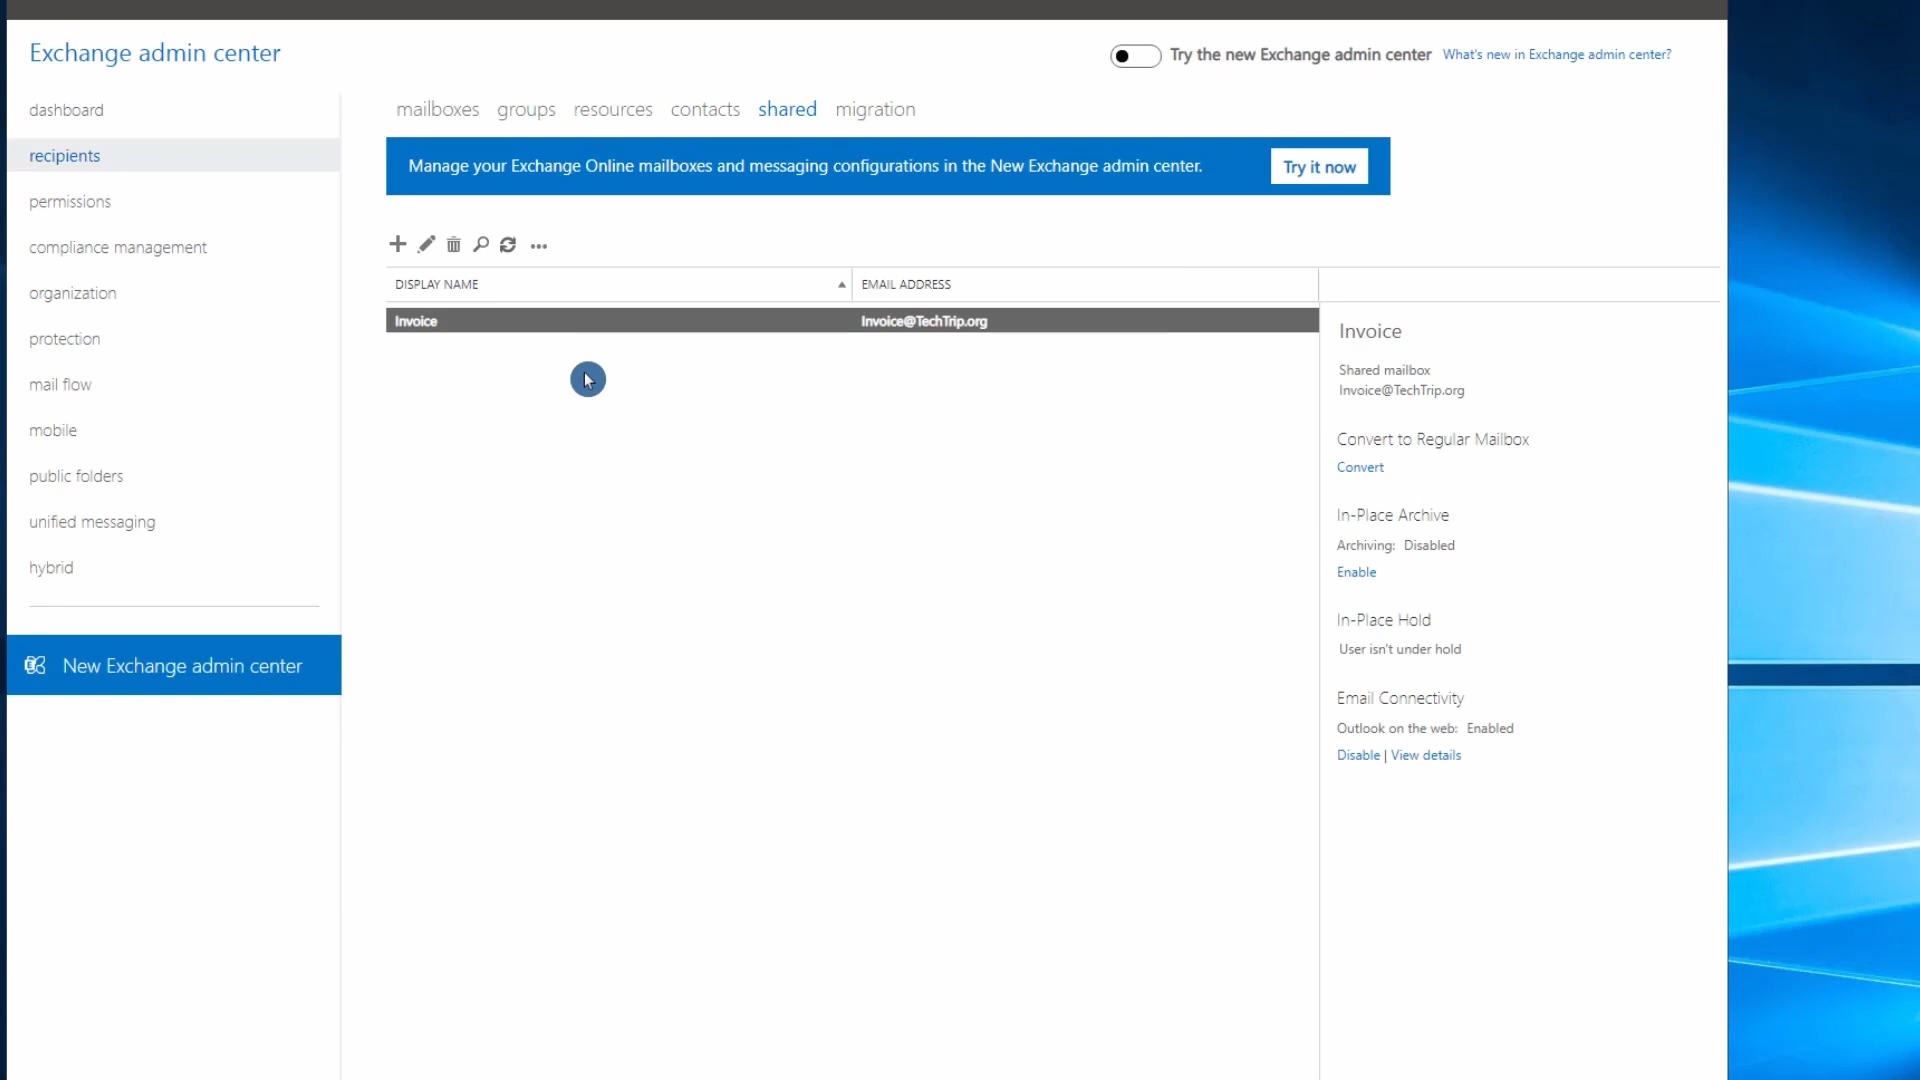 Exchange admin center
Try the new Exchange admin center What's new in Exchange admin center?
dashboard
recipients
permissions
compliance management
organization
protection
mail flow
mobile
public folders
unified messaging
hybrid
New Exchange admin center
mailboxes groups resources contacts shared migration
Manage your Exchange Online mailboxes and messaging configurations in the New Exchange admin center. Try it now
DISPLAY NAME EMAIL ADDRESS
Invoice Invoice@TechTrip.org
Invoice
Shared mailbox
Invoice@TechTrip.org
Convert to Regular Mailbox
Convert
In-Place Archive
Archiving: Disabled
Enable
In-Place Hold
User isn't under hold
Email Connectivity
Outlook on the web: Enabled
Disable | View details